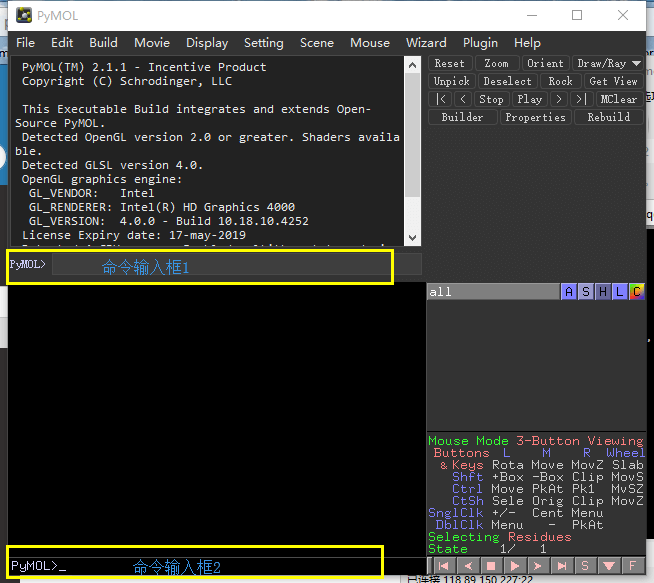 PyMOL
File Edit Build Movie Display Setting Scene Mouse Wizard Plugin Help
PyMOL(TM) 2.1.1 - Incentive Product
Copyright (C) Schrodinger, LLC
This Executable Build integrates and extends Open-
Source PyMOL.
Detected OpenGL version 2.0 or greater. Shaders availa
ble.
Detected GLSL version 4.0.
OpenGL graphics engine:
GL_VENDOR: Intel
GL_RENDERER: Intel(R) HD Graphics 4000
GL_VERSION: 4.0.0 - Build 10.18.10.4252
License Expiry date: 17-may-2019
Reset Zoom Orient Draw/Ray
Unpick Deselect Rock Get View
|< < Stop Play > >| MClear
Builder Properties Rebuild
PyMOL> 命令输入框1
all A S H L C
Mouse Mode 3-Button Viewing
Buttons L M R Wheel
& Keys Rota Move MovZ Slab
Shft +Box -Box Clip MovS
Ctrl Move PkAt Pk1 MvSZ
CtSh Sele Orig Clip MovZ
SnglClk +/- Cent Menu
DblClk Menu - PkAt
Selecting Residues
State 1/ 1
PyMOL>_ 命令输入框2
S F
已连接 118.89.150.227:22